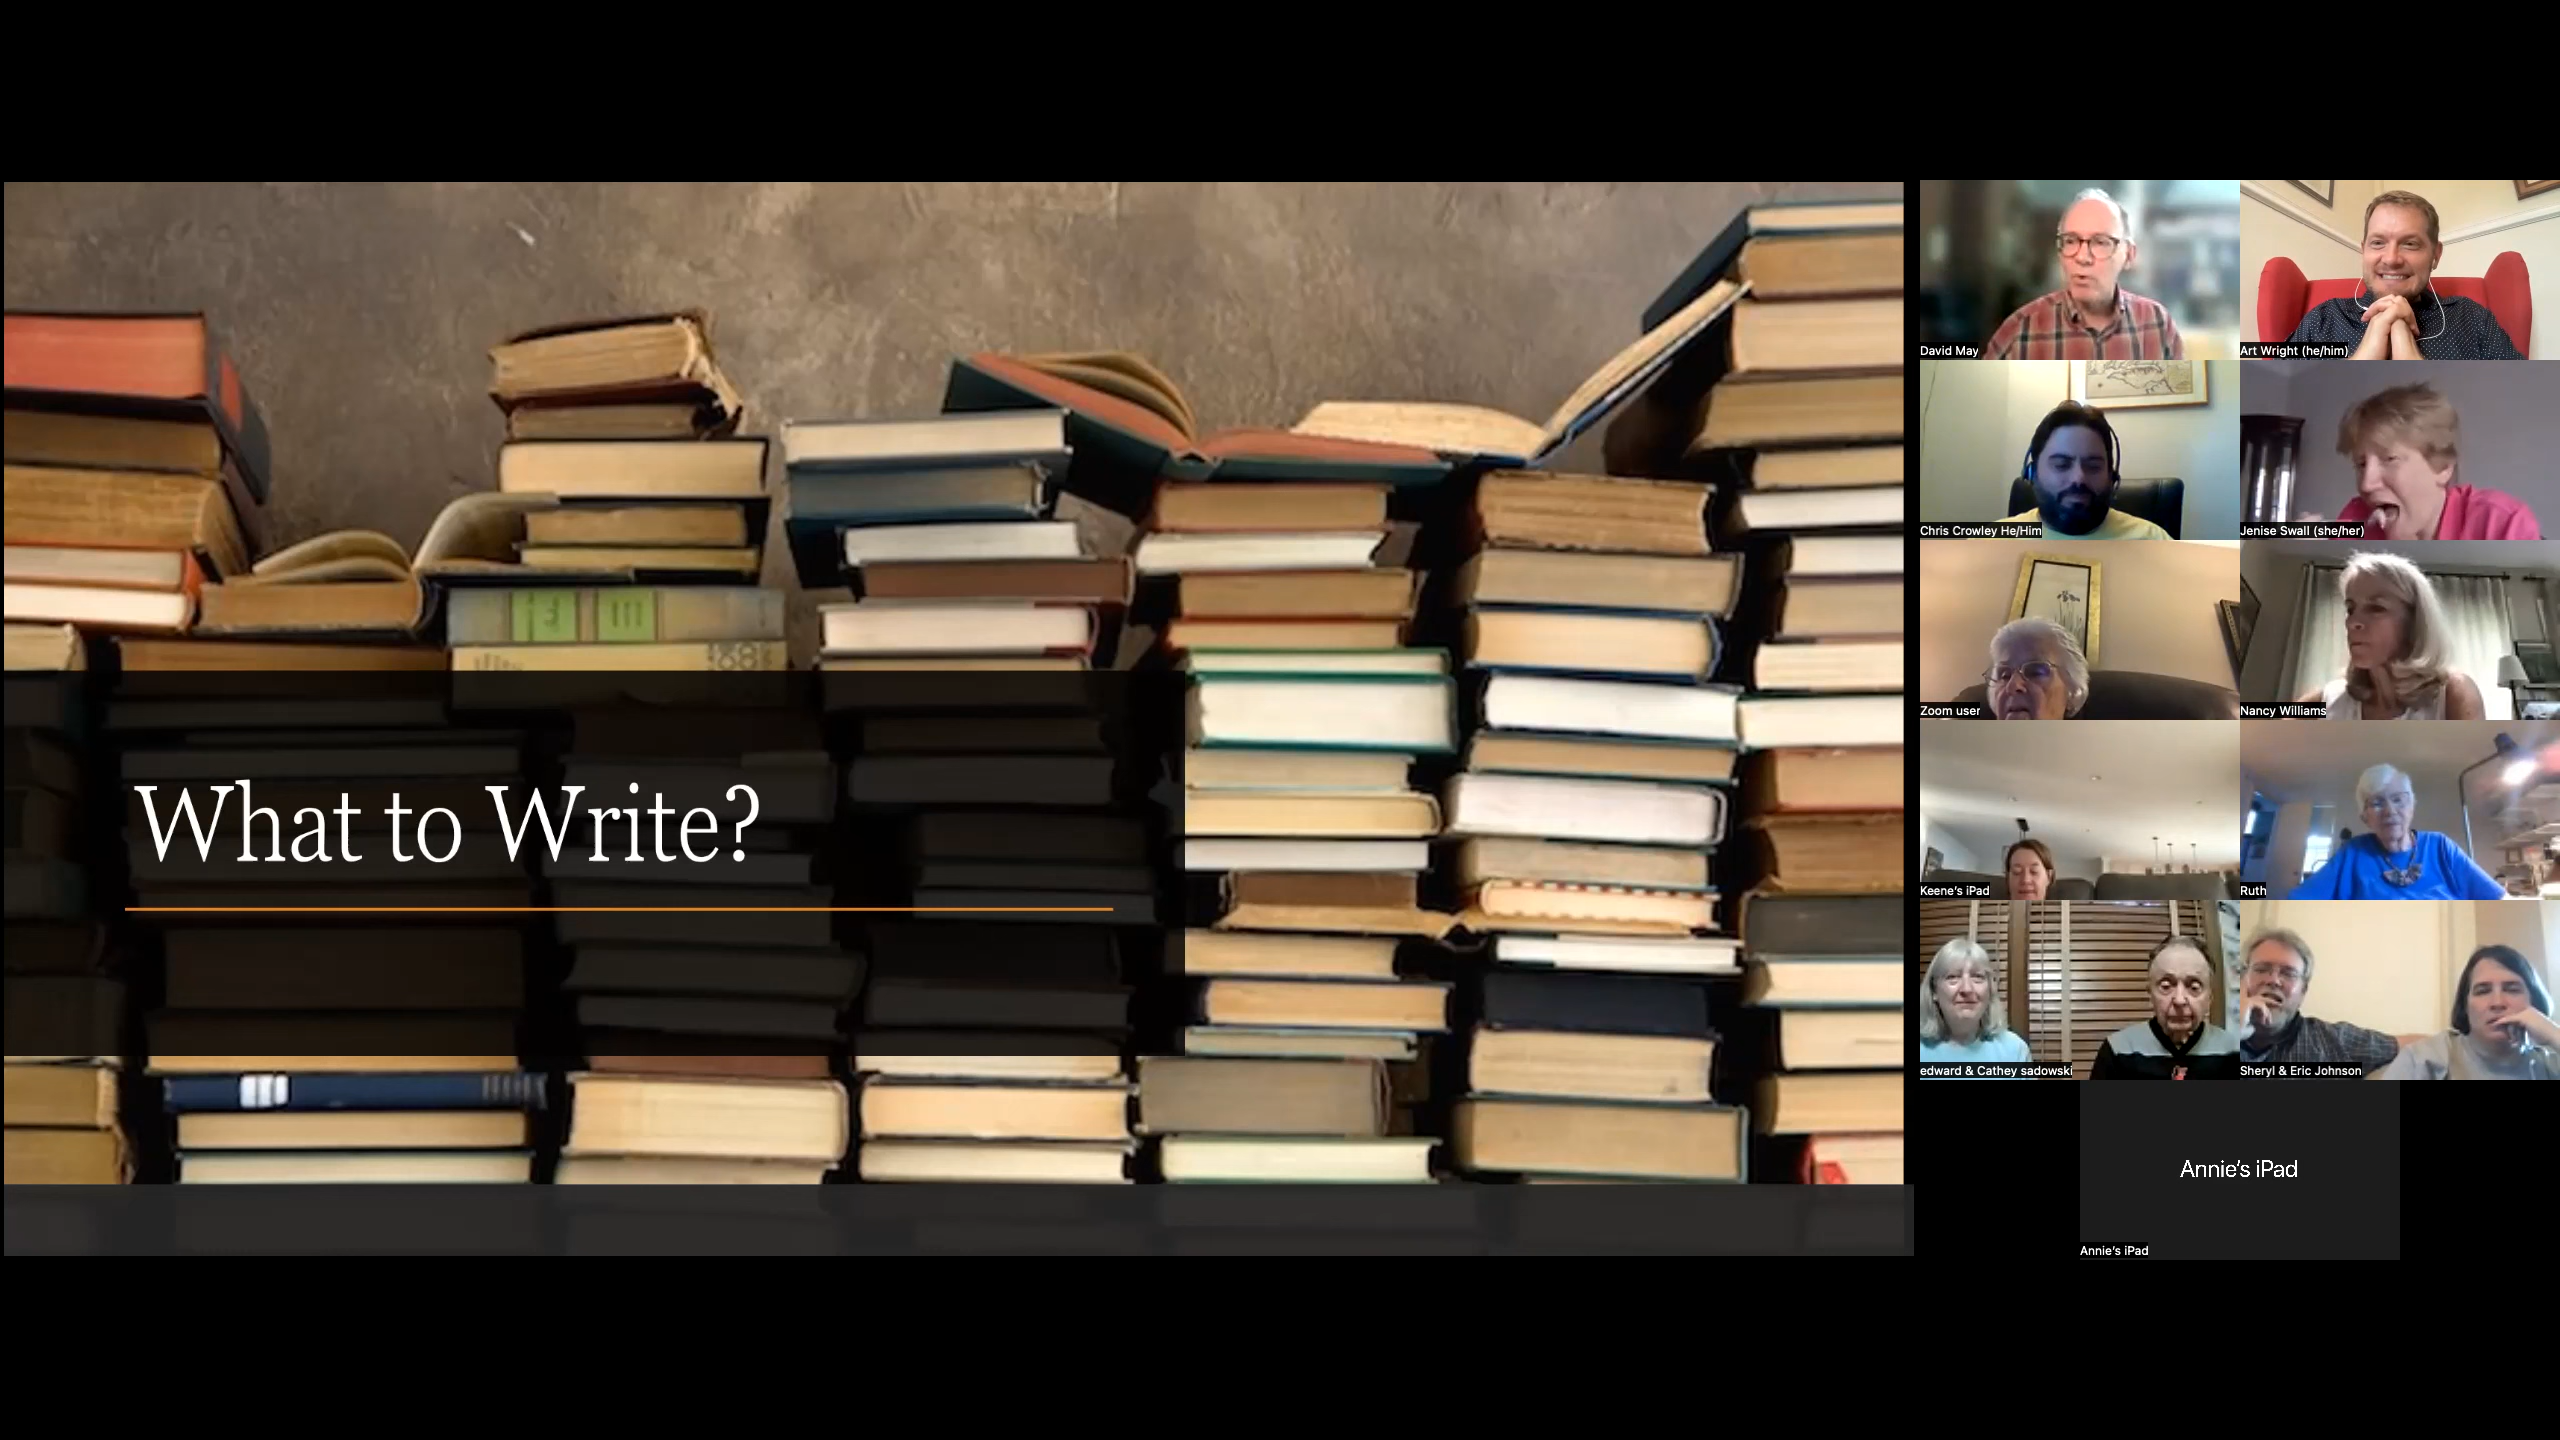 What to Write?
David May
Art Wright (he/him)
Chris Crowley He/Him
Jenise Swall (she/her)
Zoom user
Nancy Williams
Keene's iPad
Ruth
edward & Cathey sadowski
Sheryl & Eric Johnson
Annie's iPad
Annie's iPad